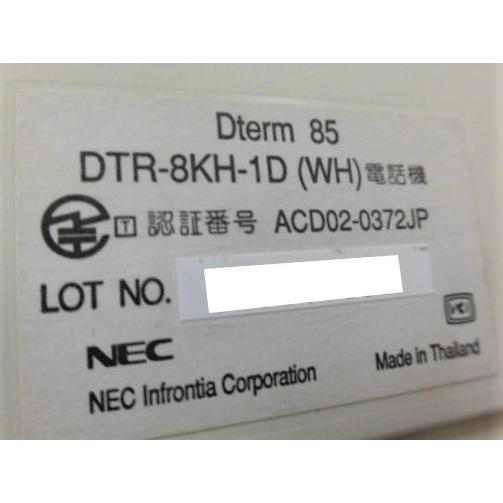 Dterm 85
DTR-8KH-1D (WH) 電話機
T 認証番号 ACD02-0372JP
LOT NO.
NEC
NEC Infrontia Corporation
Made in Thailand